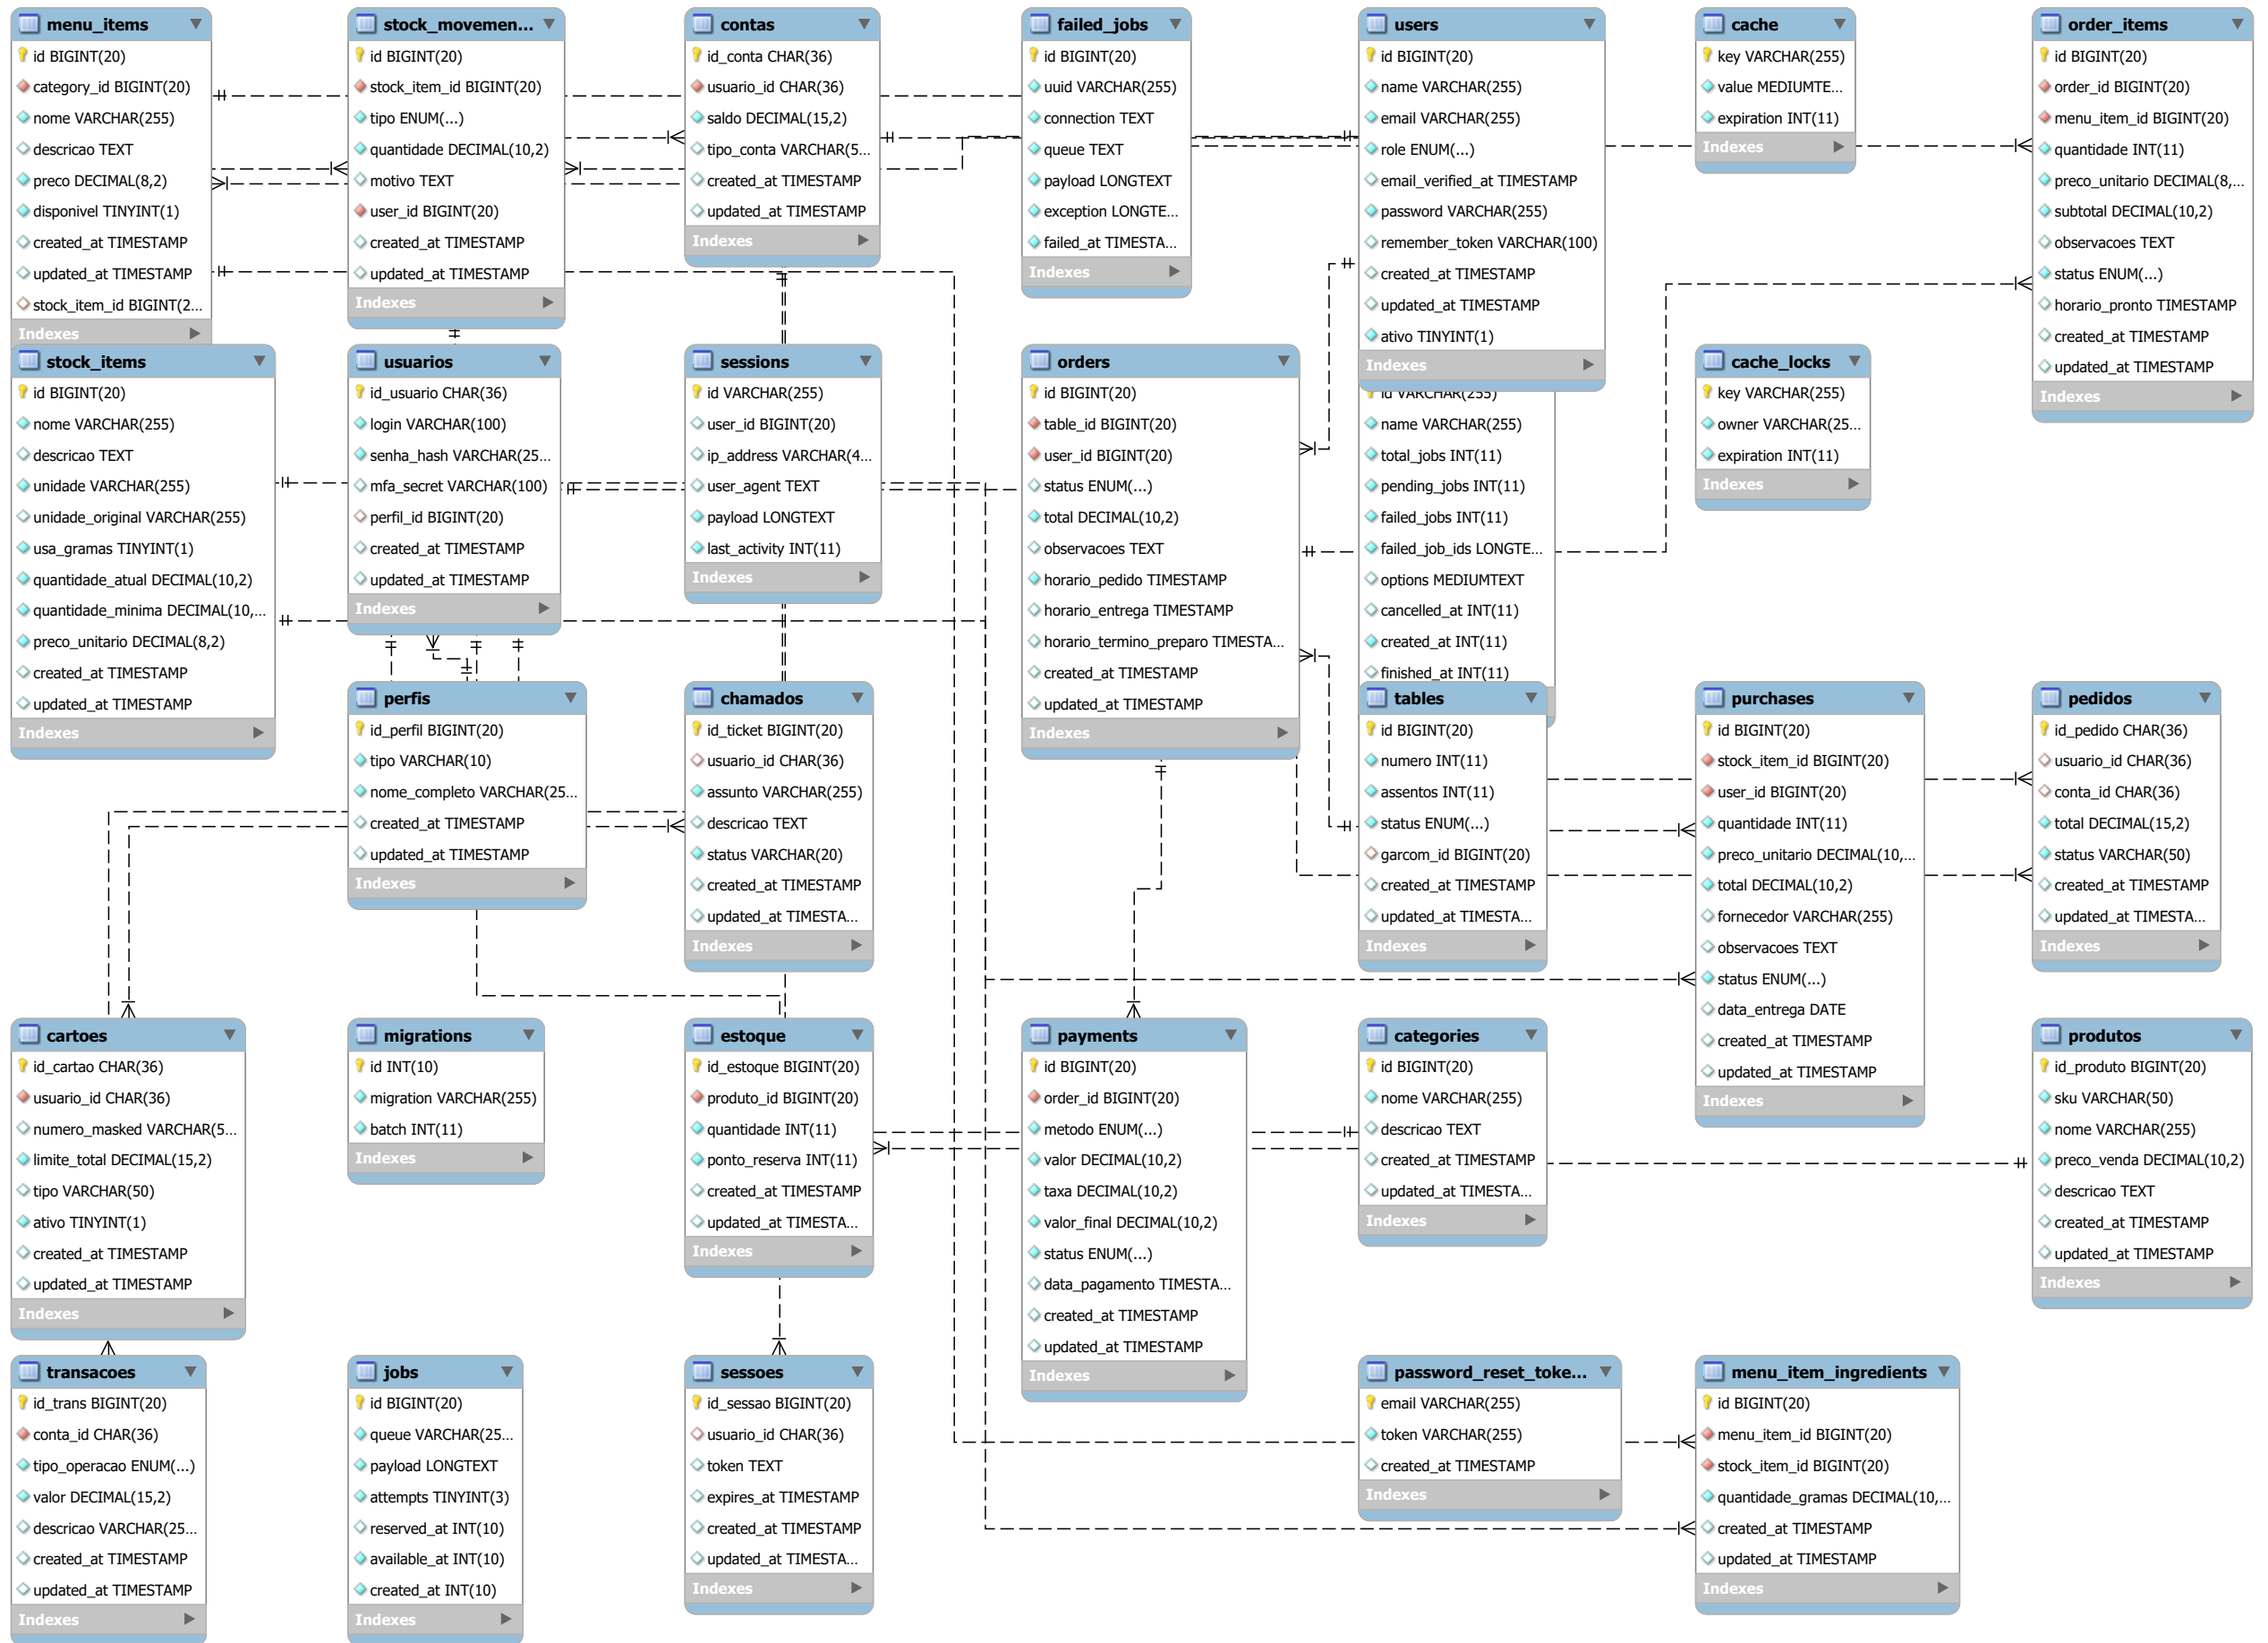 menu_items
id BIGINT(20)
category_id BIGINT(20)
nome VARCHAR(255)
descricao TEXT
preco DECIMAL(8,2)
disponivel TINYINT(1)
created_at TIMESTAMP
updated_at TIMESTAMP
stock_item_id BIGINT(2...
Indexes
stock_movemen...
id BIGINT(20)
stock_item_id BIGINT(20)
tipo ENUM(...)
quantidade DECIMAL(10,2)
motivo TEXT
user_id BIGINT(20)
created_at TIMESTAMP
updated_at TIMESTAMP
Indexes
contas
id_conta CHAR(36)
usuario_id CHAR(36)
saldo DECIMAL(15,2)
tipo_conta VARCHAR(5...
created_at TIMESTAMP
updated_at TIMESTAMP
Indexes
failed_jobs
id BIGINT(20)
uuid VARCHAR(255)
connection TEXT
queue TEXT
payload LONGTEXT
exception LONGTE...
failed_at TIMESTA...
Indexes
users
id BIGINT(20)
name VARCHAR(255)
email VARCHAR(255)
role ENUM(...)
email_verified_at TIMESTAMP
password VARCHAR(255)
remember_token VARCHAR(100)
created_at TIMESTAMP
updated_at TIMESTAMP
ativo TINYINT(1)
Indexes
cache
key VARCHAR(255)
value MEDIUMTE...
expiration INT(11)
Indexes
order_items
id BIGINT(20)
order_id BIGINT(20)
menu_item_id BIGINT(20)
quantidade INT(11)
preco_unitario DECIMAL(8,...
subtotal DECIMAL(10,2)
observacoes TEXT
status ENUM(...)
horario_pronto TIMESTAMP
created_at TIMESTAMP
updated_at TIMESTAMP
Indexes
stock_items
id BIGINT(20)
nome VARCHAR(255)
descricao TEXT
unidade VARCHAR(255)
unidade_original VARCHAR(255)
usa_gramas TINYINT(1)
quantidade_atual DECIMAL(10,2)
quantidade_minima DECIMAL(10,...
preco_unitario DECIMAL(8,2)
created_at TIMESTAMP
updated_at TIMESTAMP
Indexes
usuarios
id_usuario CHAR(36)
login VARCHAR(100)
senha_hash VARCHAR(25...
mfa_secret VARCHAR(100)
perfil_id BIGINT(20)
created_at TIMESTAMP
updated_at TIMESTAMP
Indexes
sessions
id VARCHAR(255)
user_id BIGINT(20)
ip_address VARCHAR(4...
user_agent TEXT
payload LONGTEXT
last_activity INT(11)
Indexes
orders
id BIGINT(20)
table_id BIGINT(20)
user_id BIGINT(20)
status ENUM(...)
total DECIMAL(10,2)
observacoes TEXT
horario_pedido TIMESTAMP
horario_entrega TIMESTAMP
horario_termino_preparo TIMESTA...
created_at TIMESTAMP
updated_at TIMESTAMP
Indexes
id VARCHAR(255)
name VARCHAR(255)
total_jobs INT(11)
pending_jobs INT(11)
failed_jobs INT(11)
failed_job_ids LONGTE...
options MEDIUMTEXT
cancelled_at INT(11)
created_at INT(11)
finished_at INT(11)
cache_locks
key VARCHAR(255)
owner VARCHAR(25...
expiration INT(11)
Indexes
perfis
id_perfil BIGINT(20)
tipo VARCHAR(10)
nome_completo VARCHAR(25...
created_at TIMESTAMP
updated_at TIMESTAMP
Indexes
chamados
id_ticket BIGINT(20)
usuario_id CHAR(36)
assunto VARCHAR(255)
descricao TEXT
status VARCHAR(20)
created_at TIMESTAMP
updated_at TIMESTA...
Indexes
tables
id BIGINT(20)
numero INT(11)
assentos INT(11)
status ENUM(...)
garcom_id BIGINT(20)
created_at TIMESTAMP
updated_at TIMESTA...
Indexes
purchases
id BIGINT(20)
stock_item_id BIGINT(20)
user_id BIGINT(20)
quantidade INT(11)
preco_unitario DECIMAL(10,...
total DECIMAL(10,2)
fornecedor VARCHAR(255)
observacoes TEXT
status ENUM(...)
data_entrega DATE
created_at TIMESTAMP
updated_at TIMESTAMP
Indexes
pedidos
id_pedido CHAR(36)
usuario_id CHAR(36)
conta_id CHAR(36)
total DECIMAL(15,2)
status VARCHAR(50)
created_at TIMESTAMP
updated_at TIMESTA...
Indexes
cartoes
id_cartao CHAR(36)
usuario_id CHAR(36)
numero_masked VARCHAR(5...
limite_total DECIMAL(15,2)
tipo VARCHAR(50)
ativo TINYINT(1)
created_at TIMESTAMP
updated_at TIMESTAMP
Indexes
migrations
id INT(10)
migration VARCHAR(255)
batch INT(11)
Indexes
estoque
id_estoque BIGINT(20)
produto_id BIGINT(20)
quantidade INT(11)
ponto_reserva INT(11)
created_at TIMESTAMP
updated_at TIMESTA...
Indexes
payments
id BIGINT(20)
order_id BIGINT(20)
metodo ENUM(...)
valor DECIMAL(10,2)
taxa DECIMAL(10,2)
valor_final DECIMAL(10,2)
status ENUM(...)
data_pagamento TIMESTA...
created_at TIMESTAMP
updated_at TIMESTAMP
Indexes
categories
id BIGINT(20)
nome VARCHAR(255)
descricao TEXT
created_at TIMESTAMP
updated_at TIMESTA...
Indexes
produtos
id_produto BIGINT(20)
sku VARCHAR(50)
nome VARCHAR(255)
preco_venda DECIMAL(10,2)
descricao TEXT
created_at TIMESTAMP
updated_at TIMESTAMP
Indexes
transacoes
id_trans BIGINT(20)
conta_id CHAR(36)
tipo_operacao ENUM(...)
valor DECIMAL(15,2)
descricao VARCHAR(25...
created_at TIMESTAMP
updated_at TIMESTAMP
Indexes
jobs
id BIGINT(20)
queue VARCHAR(25...
payload LONGTEXT
attempts TINYINT(3)
reserved_at INT(10)
available_at INT(10)
created_at INT(10)
Indexes
sessoes
id_sessao BIGINT(20)
usuario_id CHAR(36)
token TEXT
expires_at TIMESTAMP
created_at TIMESTAMP
updated_at TIMESTA...
Indexes
password_reset_toke...
email VARCHAR(255)
token VARCHAR(255)
created_at TIMESTAMP
Indexes
menu_item_ingredients
id BIGINT(20)
menu_item_id BIGINT(20)
stock_item_id BIGINT(20)
quantidade_gramas DECIMAL(10,...
created_at TIMESTAMP
updated_at TIMESTAMP
Indexes